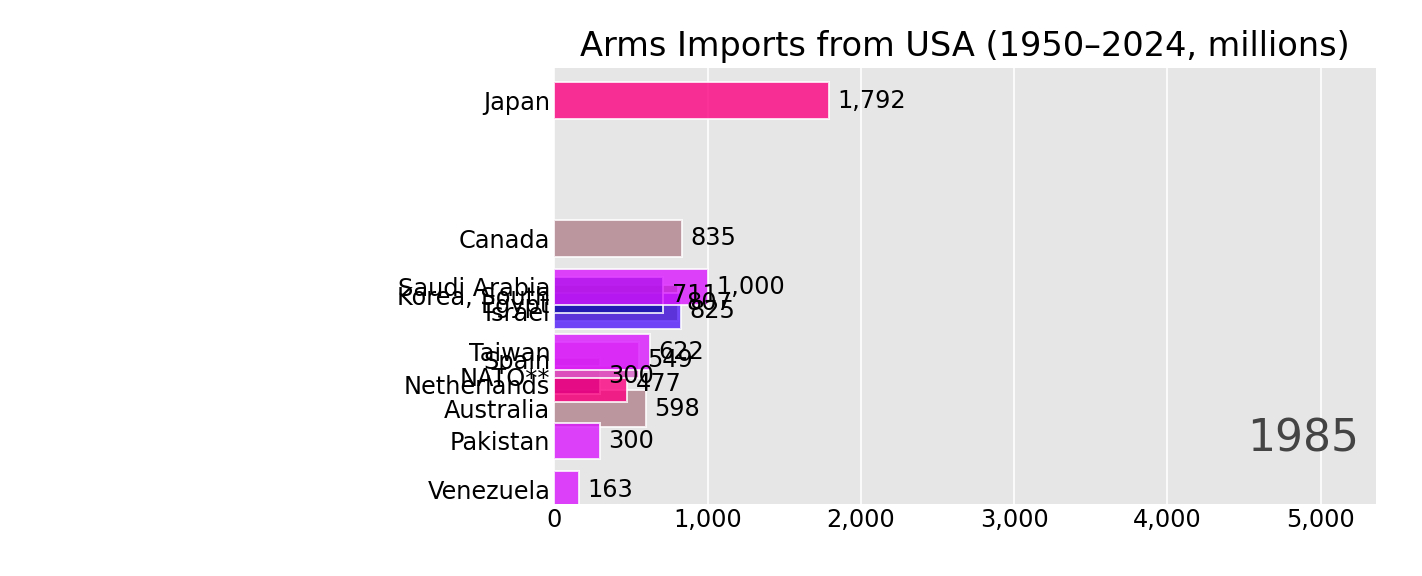 Arms Imports from USA (1950–2024, millions)
Japan 1,792
Canada 835
Saudi Arabia 1,000
Korea, South 711
Egypt 807
Israel 825
Taiwan 622
Spain 549
NATO** 300
Netherlands 477
Australia 598
Pakistan 300
1985
Venezuela 163
0 1,000 2,000 3,000 4,000 5,000